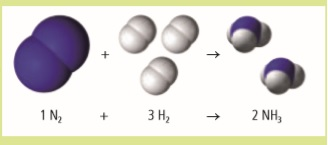 + →
1 N₂ + 3 H₂ → 2 NH₃